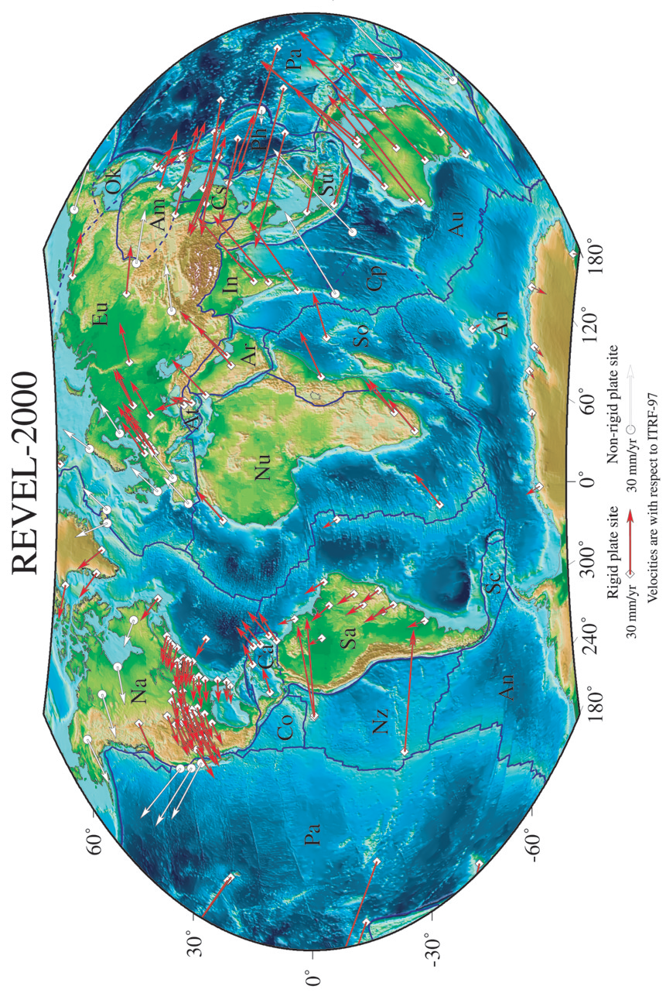 REVEL-2000
60°
30°
0°
-30°
-60°
180°
240°
300°
0°
60°
120°
180°
Ok
Eu
Am
Pa
Ph
Cs
Na
At
In
Su
Ar
Nu
Ca
So
Cp
Au
Co
Sa
Nz
Pa
Sc
An
An
Rigid plate site
30 mm/yr
Non-rigid plate site
30 mm/yr
Velocities are with respect to ITRF-97